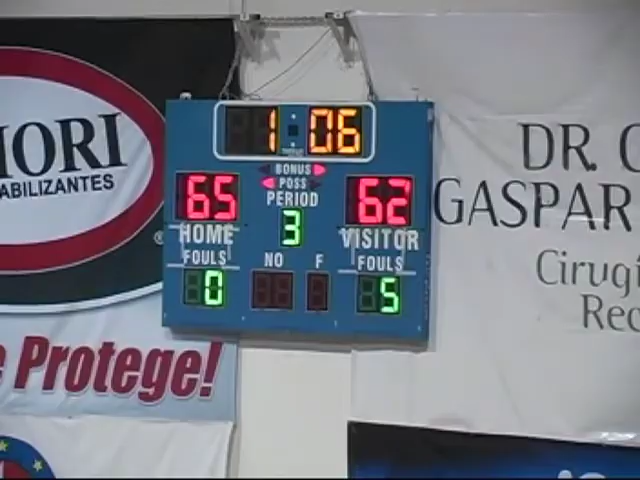 IORI
ABILIZANTES
®
e Protege!
1:06
BONUS
POSS
PERIOD
65 62
3
HOME VISITOR
FOULS NO F FOULS
0 5
DR. 
GASPAR
Cirugí
Rec